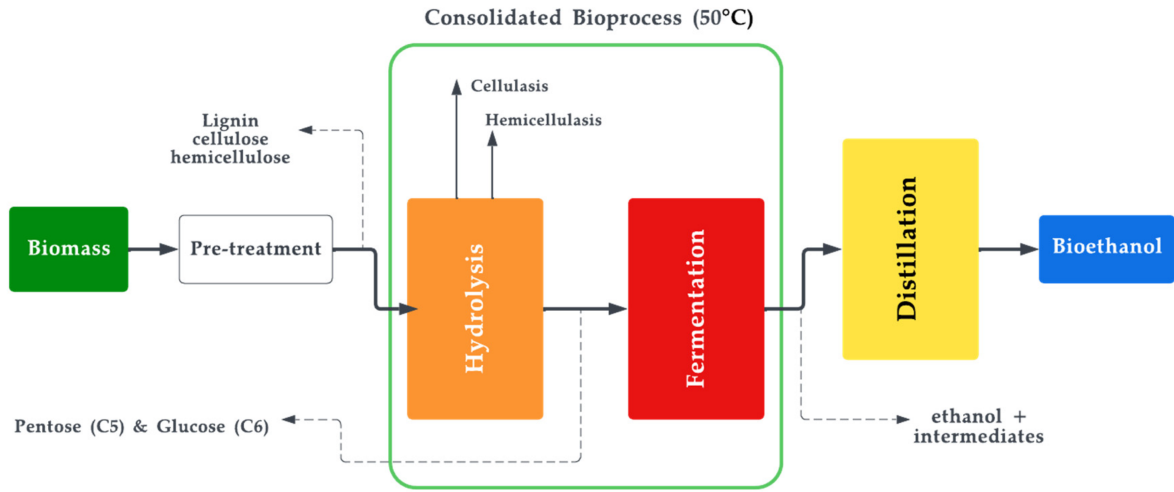 Consolidated Bioprocess (50°C)
Cellulasis
Hemicellulasis
Lignin
cellulose
hemicellulose
Biomass
Pre-treatment
Hydrolysis
Fermentation
Distillation
Bioethanol
Pentose (C5) & Glucose (C6)
ethanol +
intermediates